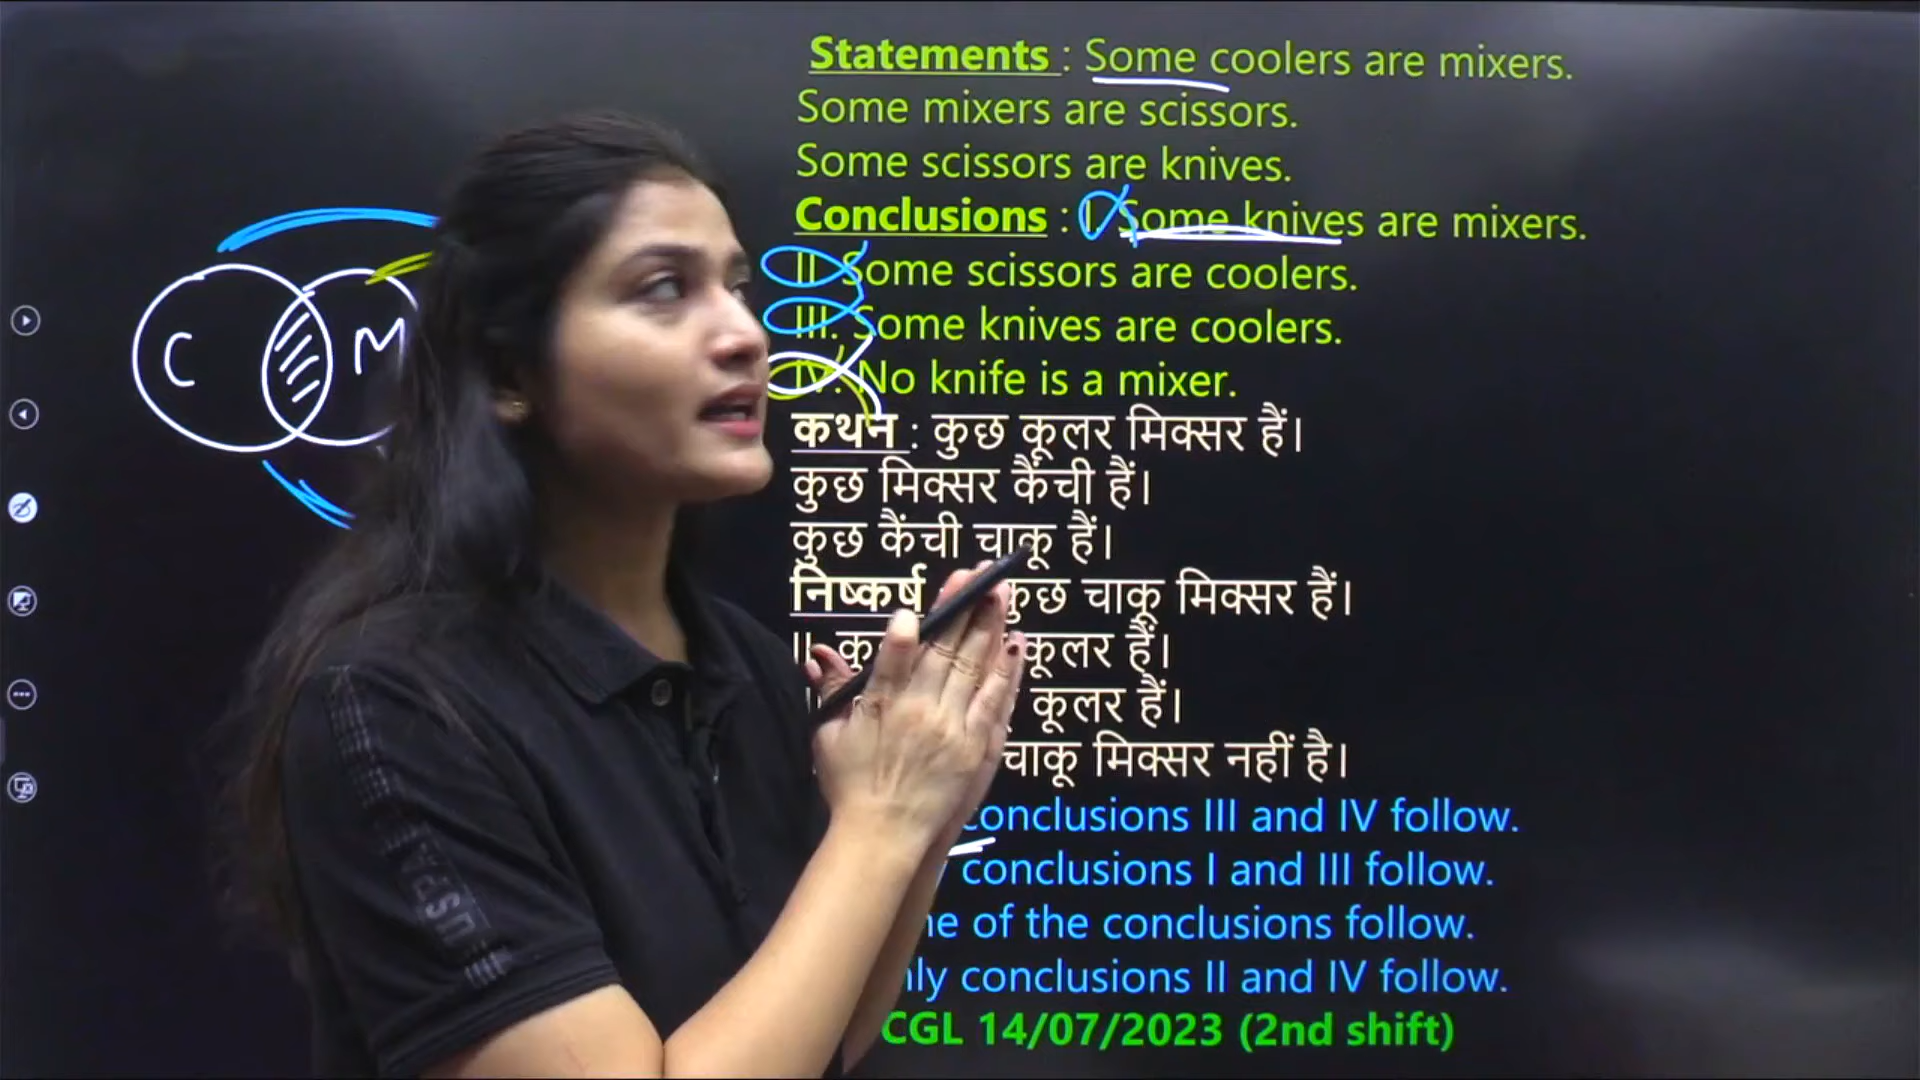 Statements : Some coolers are mixers.
Some mixers are scissors.
Some scissors are knives.
Conclusions : I. Some knives are mixers.
II. Some scissors are coolers.
III. Some knives are coolers.
IV. No knife is a mixer.
C M
कथन : कुछ कूलर मिक्सर हैं।
कुछ मिक्सर कैंची हैं।
कुछ कैंची चाकू हैं।
निष्कर्ष कुछ चाकू मिक्सर हैं।
II कूलर हैं।
कूलर हैं।
चाकू मिक्सर नहीं है।
conclusions III and IV follow.
conclusions I and III follow.
of the conclusions follow.
conclusions II and IV follow.
CGL 14/07/2023 (2nd shift)